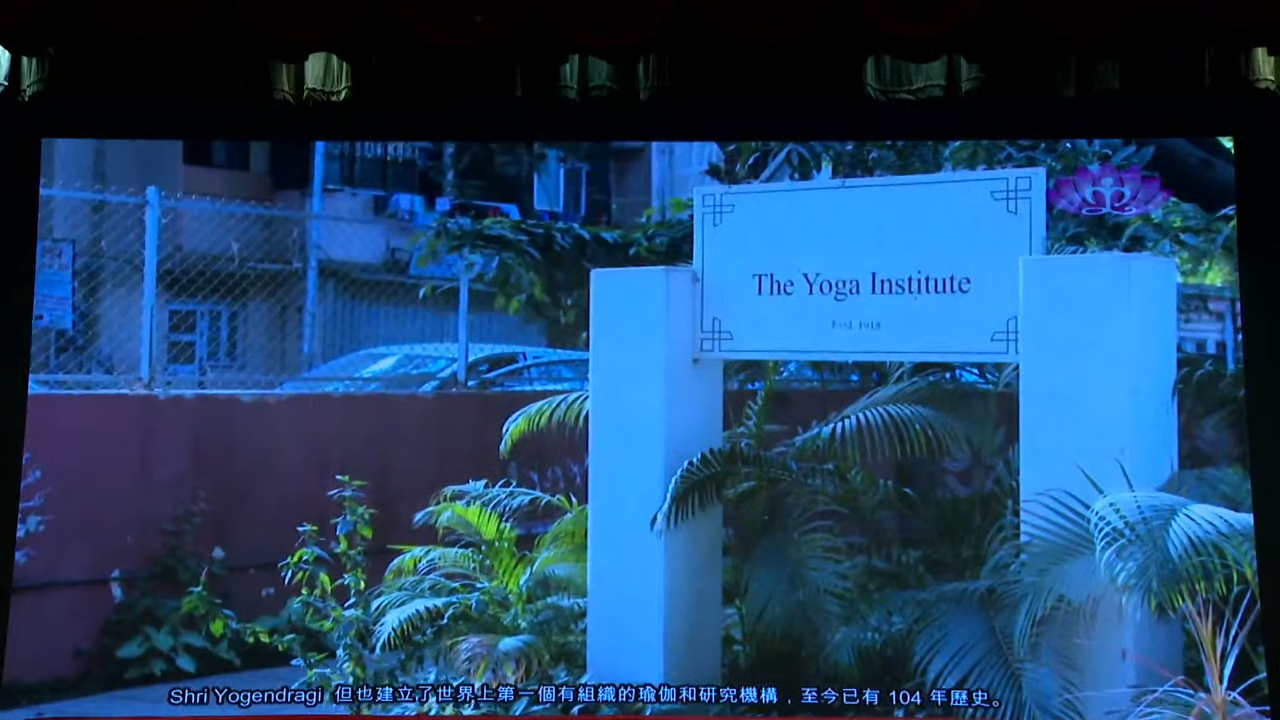 The Yoga Institute
Estd. 1918
Shri Yogendragi 但也建立了世界上第一個有組織的瑜伽和研究機構，至今已有 104 年歷史。